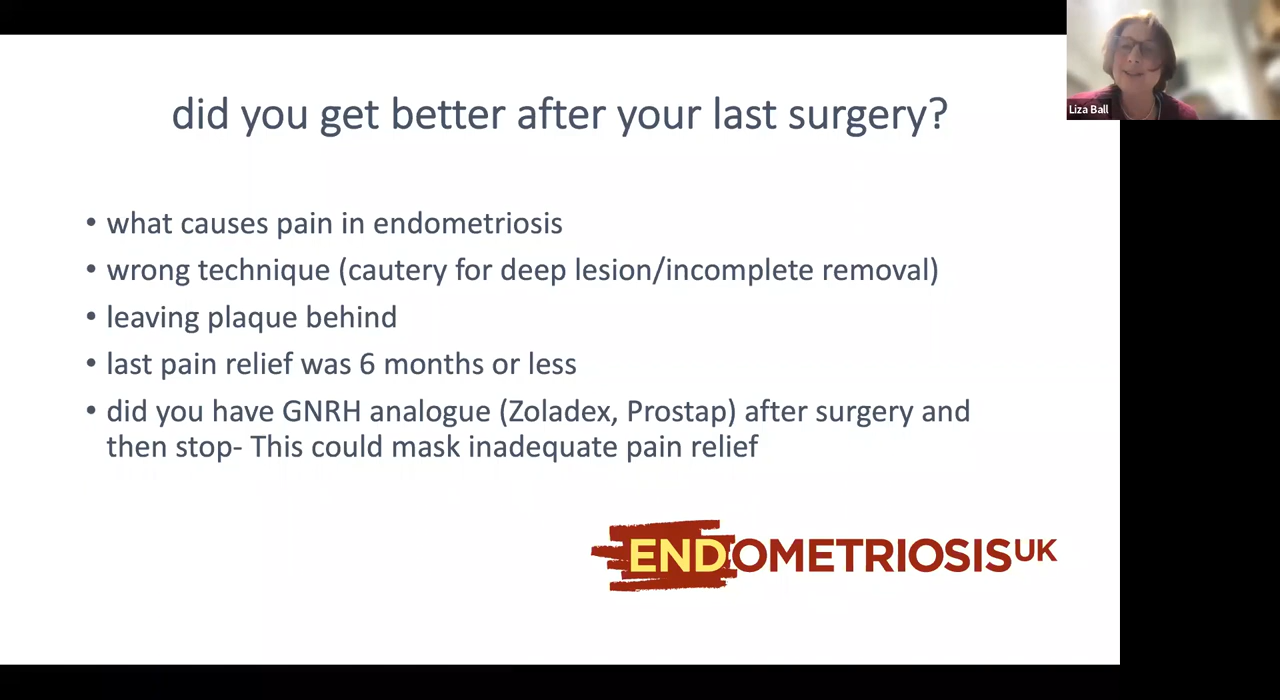 did you get better after your last surgery?
Liza Ball
• what causes pain in endometriosis
• wrong technique (cautery for deep lesion/incomplete removal)
• leaving plaque behind
• last pain relief was 6 months or less
• did you have GNRH analogue (Zoladex, Prostap) after surgery and
then stop- This could mask inadequate pain relief
ENDOMETRIOSIS UK